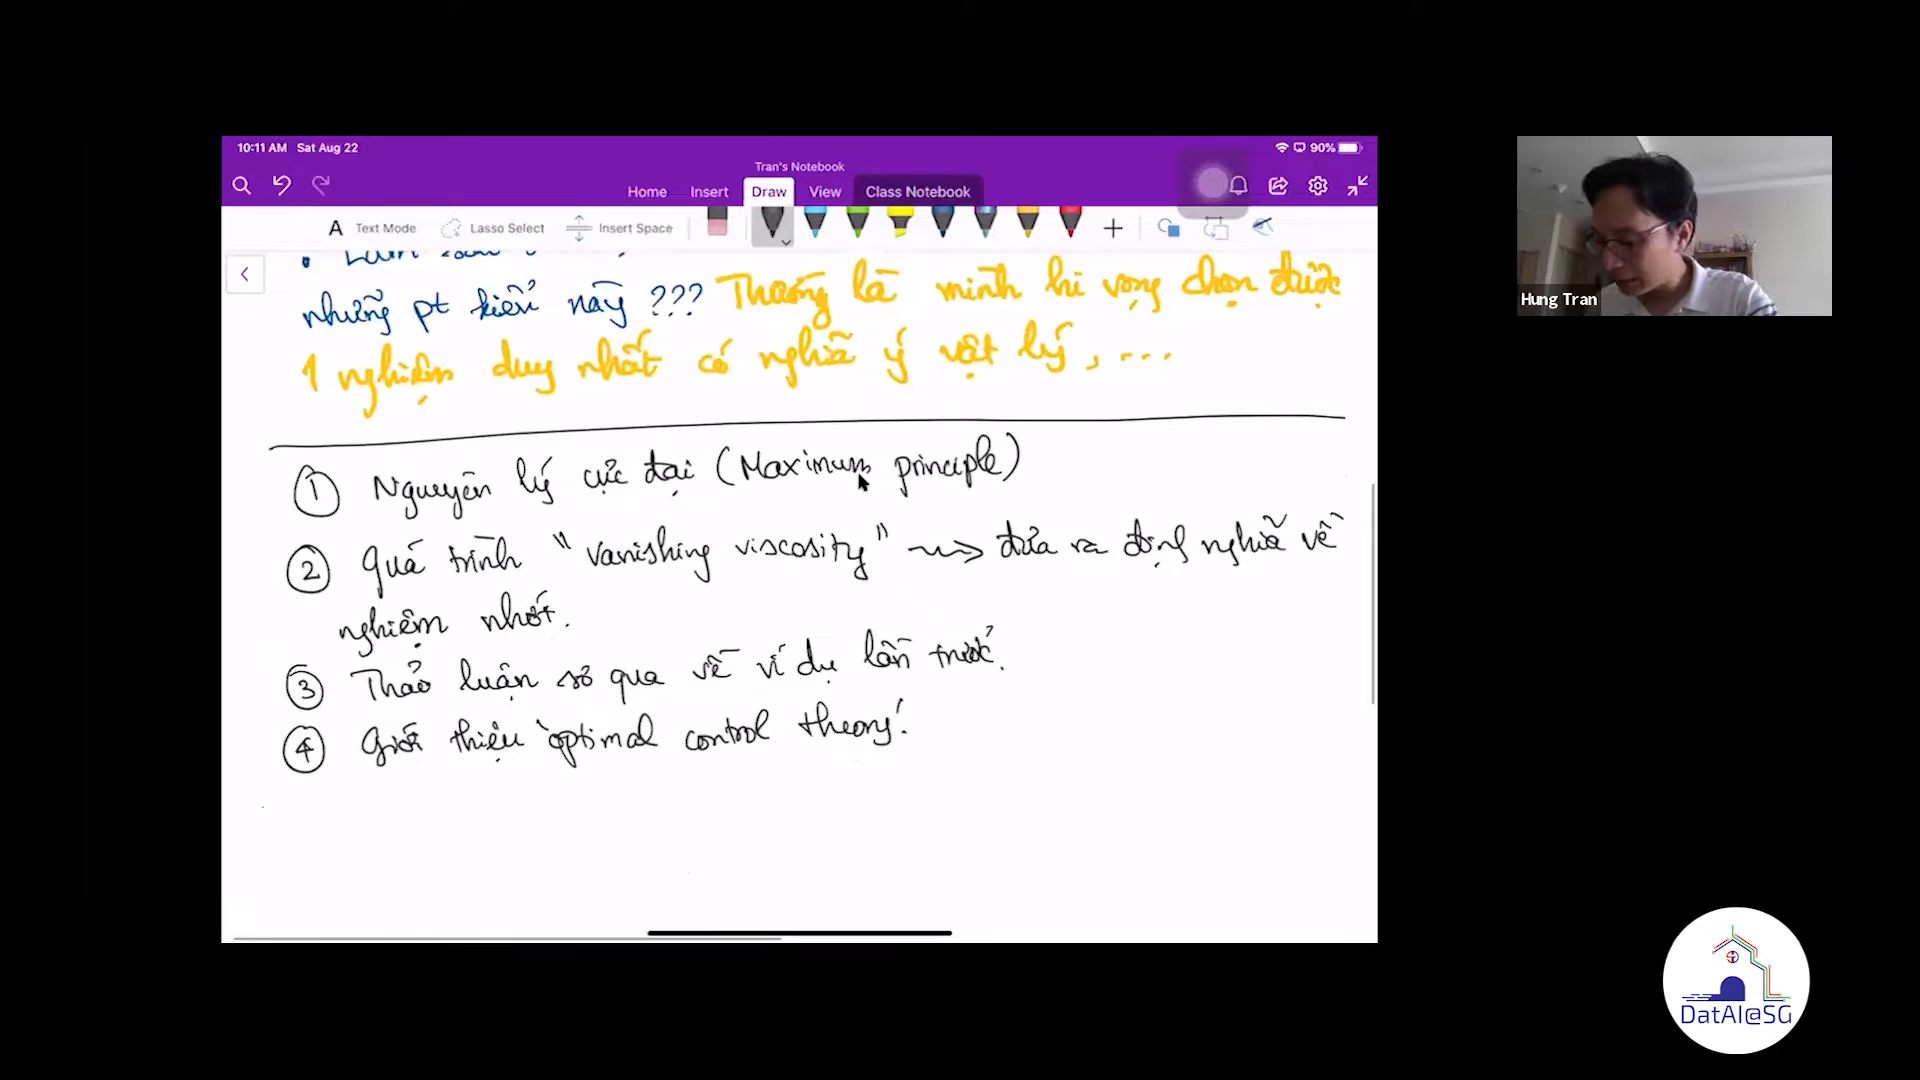 10:11 AM Sat Aug 22
90%
Tran's Notebook
Home Insert Draw View Class Notebook
Text Mode Lasso Select Insert Space
những pt kiểu này ??? Thường là mình hi vọng chọn được
1 nghiệm duy nhất có nghĩa ý vật lý, ...
① Nguyên lý cực đại (Maximum principle)
② Quá trình "vanishing viscosity" ⇝ đưa ra định nghĩa về
nghiệm nhớt.
③ Thảo luận sơ qua về ví dụ lần trước.
④ Giới thiệu "optimal control theory".
Hung Tran
DatAI@SG